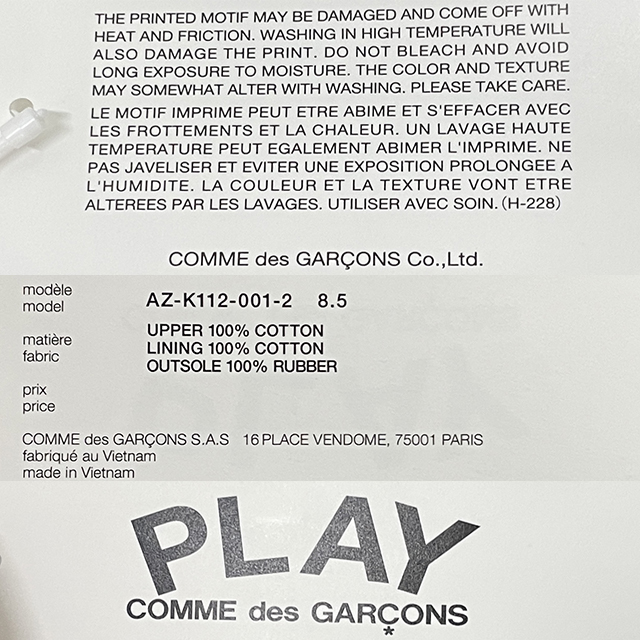 THE PRINTED MOTIF MAY BE DAMAGED AND COME OFF WITH
HEAT AND FRICTION. WASHING IN HIGH TEMPERATURE WILL
ALSO DAMAGE THE PRINT. DO NOT BLEACH AND AVOID
LONG EXPOSURE TO MOISTURE. THE COLOR AND TEXTURE
MAY SOMEWHAT ALTER WITH WASHING. PLEASE TAKE CARE.
LE MOTIF IMPRIME PEUT ETRE ABIME ET S'EFFACER AVEC
LES FROTTEMENTS ET LA CHALEUR. UN LAVAGE HAUTE
TEMPERATURE PEUT EGALEMENT ABIMER L'IMPRIME. NE
PAS JAVELISER ET EVITER UNE EXPOSITION PROLONGEE A
L'HUMIDITE. LA COULEUR ET LA TEXTURE VONT ETRE
ALTEREES PAR LES LAVAGES. UTILISER AVEC SOIN. (H-228)
COMME des GARÇONS Co.,Ltd.
modèle
model AZ-K112-001-2 8.5
UPPER 100% COTTON
matière
fabric LINING 100% COTTON
OUTSOLE 100% RUBBER
prix
price
COMME des GARÇONS S.A.S 16 PLACE VENDOME, 75001 PARIS
fabriqué au Vietnam
made in Vietnam
PLAY
COMME des GARÇONS
*